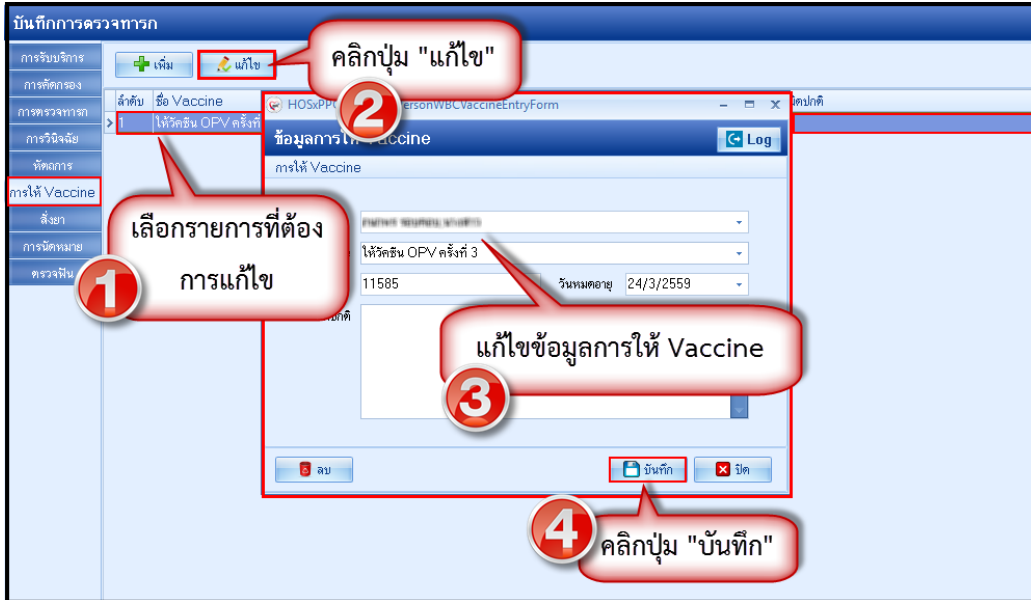 บันทึกการตรวจทารก
การรับบริการ
เพิ่ม
แก้ไข
คลิกปุ่ม "แก้ไข"
การคัดกรอง
การตรวจทารก
ลำดับ ชื่อ Vaccine
1 ให้วัคซีน OPV ครั้งที่
การวินิจฉัย
หัตถการ
การให้ Vaccine
สั่งยา
การนัดหมาย
ตรวจฟัน
2
HOSxPPC
ersonWBCVaccineEntryForm
ข้อมูลการให้ Vaccine
Log
การให้ Vaccine
ให้วัคซีน OPV ครั้งที่ 3
11585
วันหมดอายุ 24/3/2559
เลือกรายการที่ต้อง
การแก้ไข
1
แก้ไขข้อมูลการให้ Vaccine
3
ลบ
บันทึก
ปิด
4
คลิกปุ่ม "บันทึก"